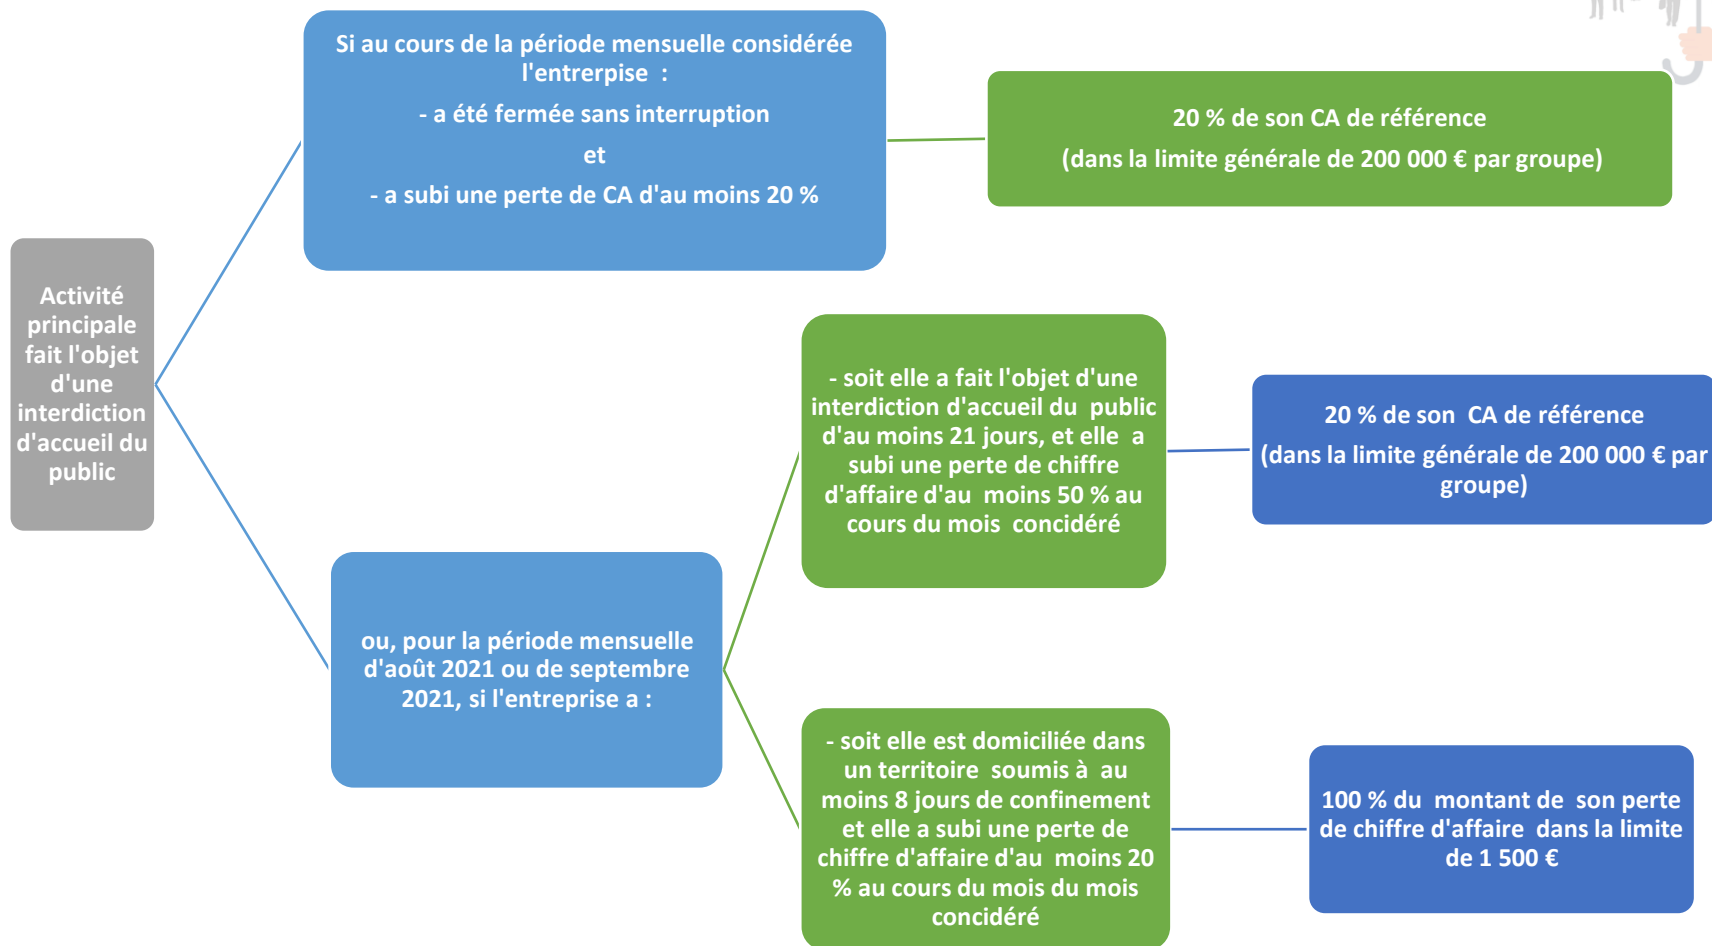 Activité
principale
fait l'objet
d'une
interdiction
d'accueil du
public
Si au cours de la période mensuelle considérée
l'entrerpise :
- a été fermée sans interruption
et
- a subi une perte de CA d'au moins 20 %
20 % de son CA de référence
(dans la limite générale de 200 000 € par groupe)
ou, pour la période mensuelle
d'août 2021 ou de septembre
2021, si l'entreprise a :
- soit elle a fait l'objet d'une
interdiction d'accueil du public
d'au moins 21 jours, et elle a
subi une perte de chiffre
d'affaire d'au moins 50 % au
cours du mois concidéré
20 % de son CA de référence
(dans la limite générale de 200 000 € par
groupe)
- soit elle est domiciliée dans
un territoire soumis à au
moins 8 jours de confinement
et elle a subi une perte de
chiffre d'affaire d'au moins 20
% au cours du mois du mois
concidéré
100 % du montant de son perte
de chiffre d'affaire dans la limite
de 1 500 €